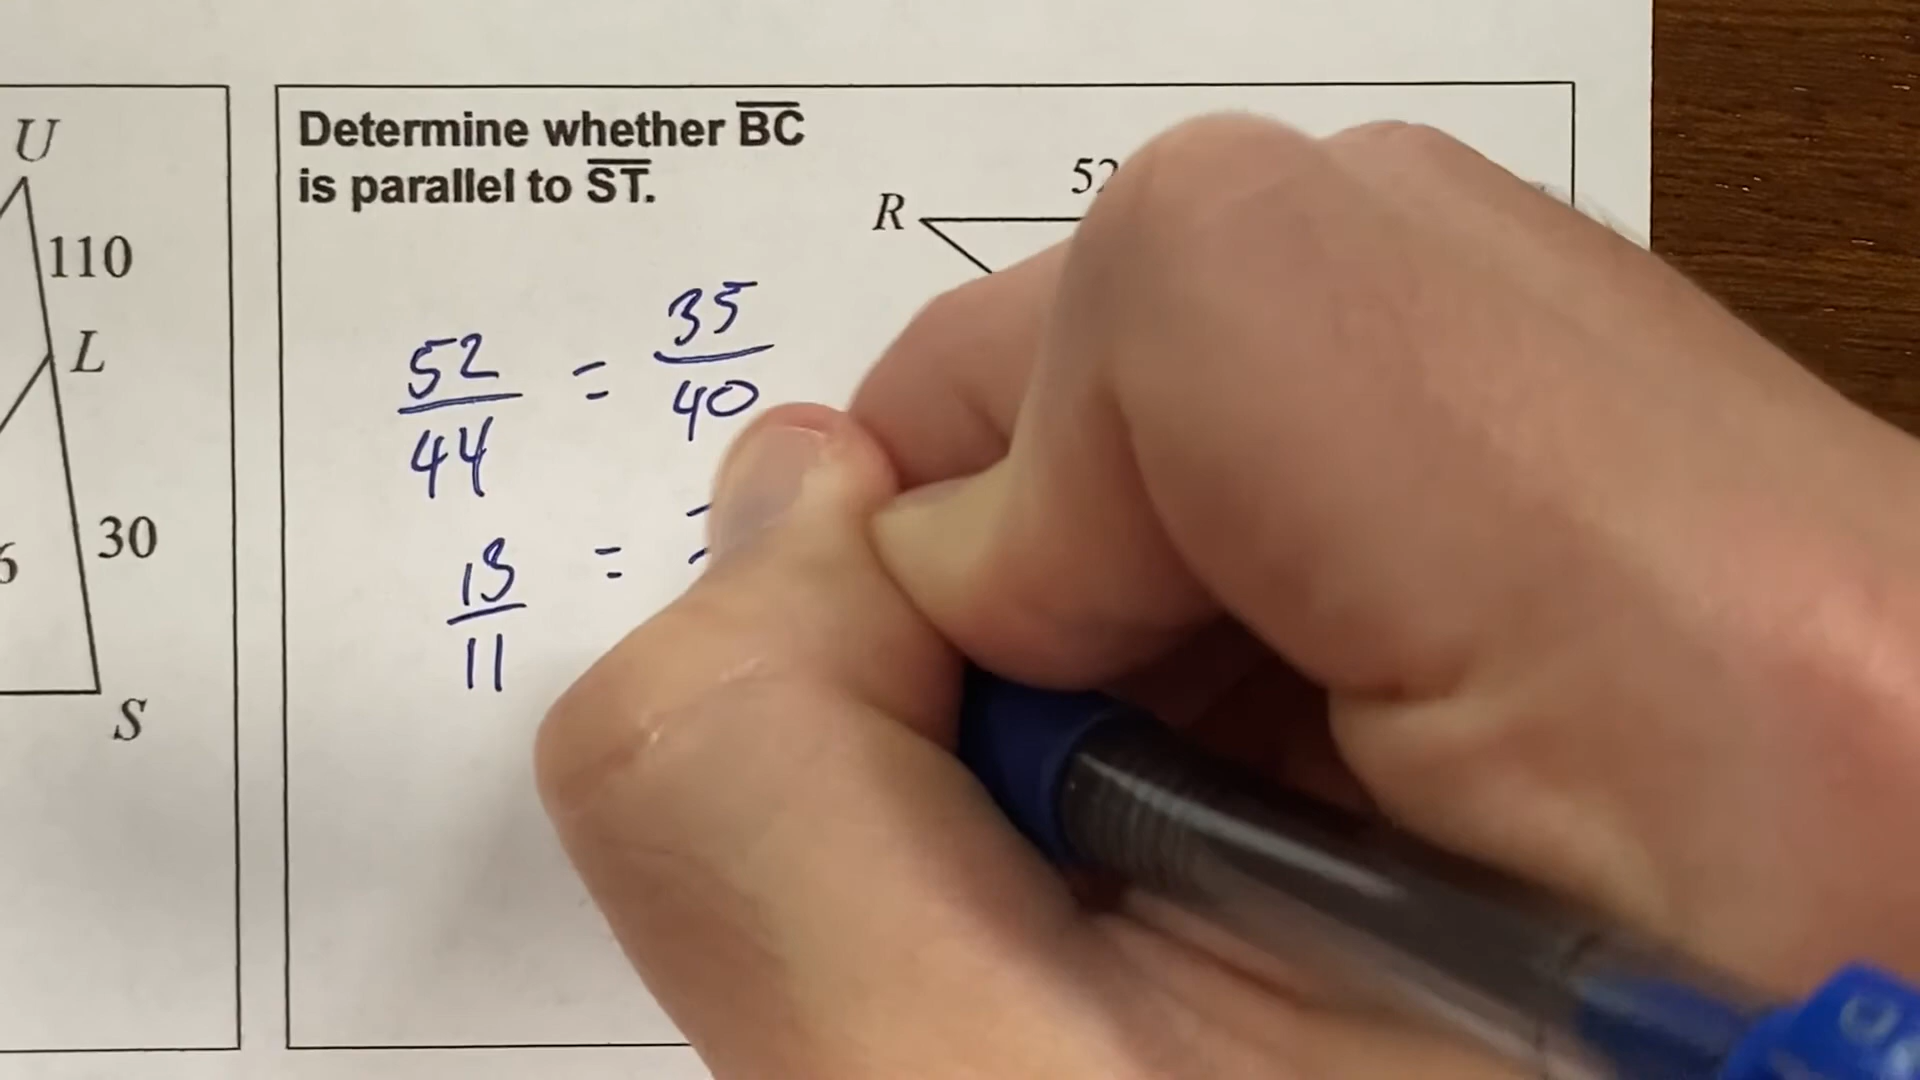 U
110
L
30
S
Determine whether BC
is parallel to ST.
R
52
52/44 = 35/40
13/11 =